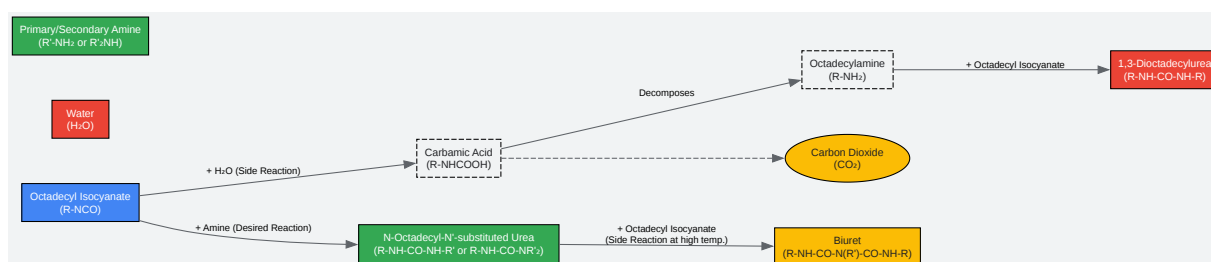 Primary/Secondary Amine
(R'-NH₂ or R'₂NH)
Octadecylamine
(R-NH₂)
+ Octadecyl Isocyanate
1,3-Dioctadecylurea
(R-NH-CO-NH-R)
Decomposes
Water
(H₂O)
Carbamic Acid
(R-NHCOOH)
Carbon Dioxide
(CO₂)
+ H₂O (Side Reaction)
Octadecyl Isocyanate
(R-NCO)
+ Amine (Desired Reaction)
N-Octadecyl-N'-substituted Urea
(R-NH-CO-NH-R' or R-NH-CO-NR'₂)
+ Octadecyl Isocyanate
(Side Reaction at high temp.)
Biuret
(R-NH-CO-N(R')-CO-NH-R)